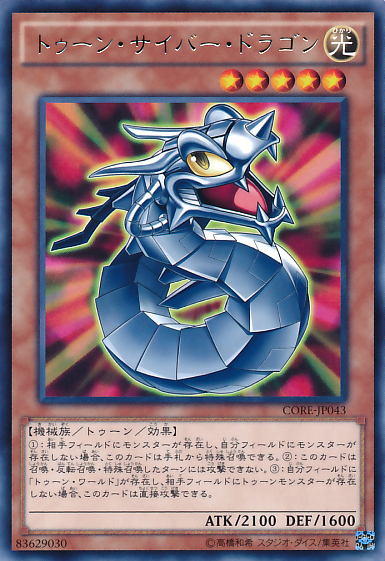 トゥーン・サイバー・ドラゴン
光
CORE-JP043
【機械族／トゥーン／効果】
①：相手フィールドにモンスターが存在し、自分フィールドにモンスターが
存在しない場合、このカードは手札から特殊召喚できる。②：このカードは
召喚・反転召喚・特殊召喚したターンには攻撃できない。③：自分フィールドに
「トゥーン・ワールド」が存在し、相手フィールドにトゥーンモンスターが存在
しない場合、このカードは直接攻撃できる。
ATK/2100 DEF/1600
83629030
©高橋和希 スタジオ・ダイス/集英社